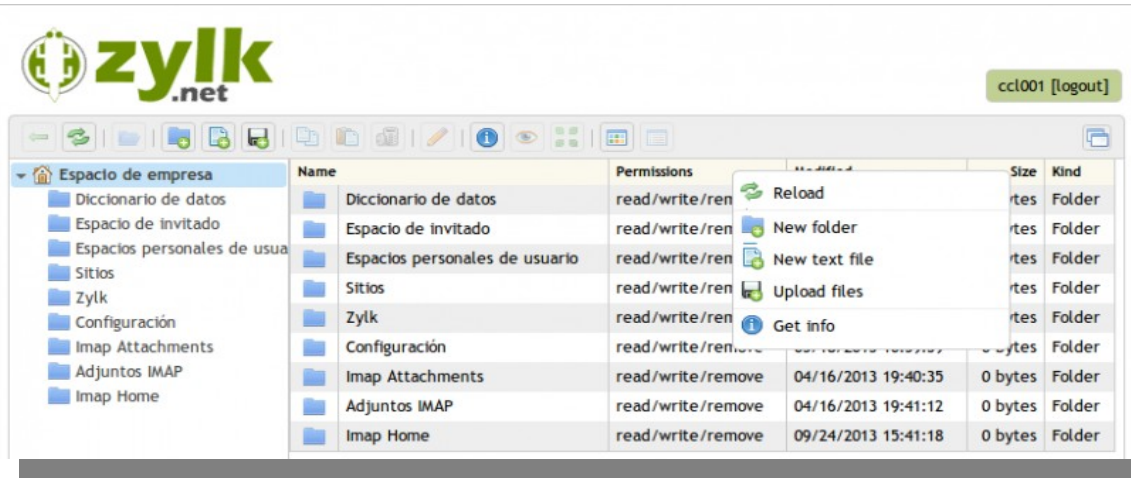 zylk
.net
ccl001 [logout]
Espacio de empresa
Diccionario de datos
Espacio de invitado
Espacios personales de usua
Sitios
Zylk
Configuración
Imap Attachments
Adjuntos IMAP
Imap Home
Name Permissions Modified Size Kind
Diccionario de datos read/write/rem ytes Folder
Espacio de invitado read/write/rem ytes Folder
Espacios personales de usuario read/write/rem ytes Folder
Sitios read/write/rem ytes Folder
Zylk read/write/rem ytes Folder
Configuración read/write/remove bytes Folder
Imap Attachments read/write/remove 04/16/2013 19:40:35 0 bytes Folder
Adjuntos IMAP read/write/remove 04/16/2013 19:41:12 0 bytes Folder
Imap Home read/write/remove 09/24/2013 15:41:18 0 bytes Folder
Reload
New folder
New text file
Upload files
Get info